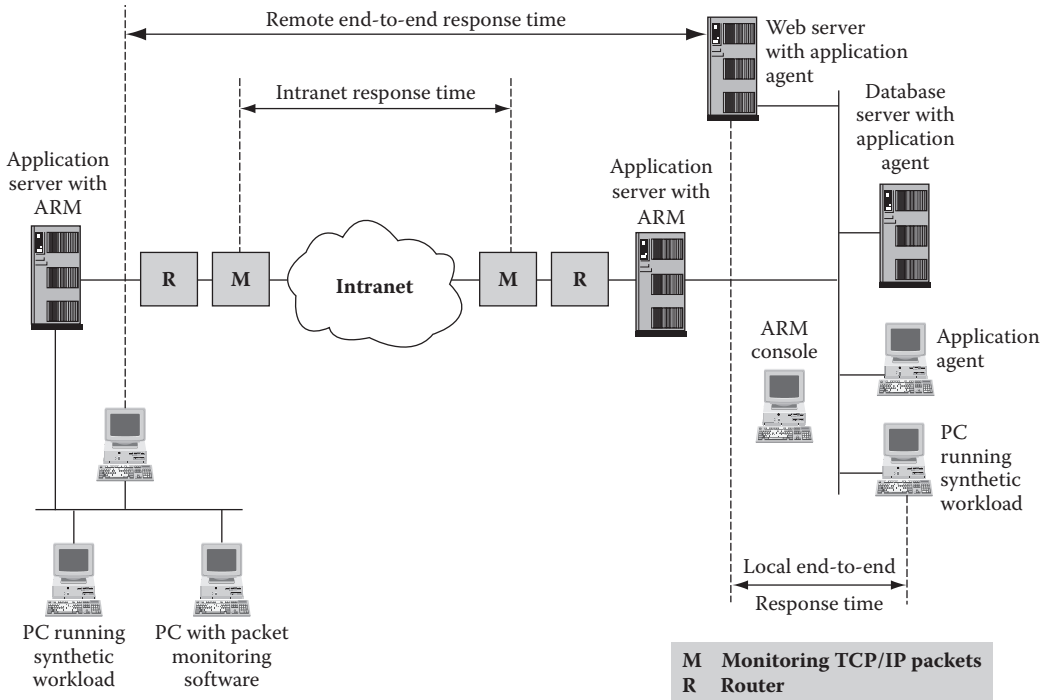 Remote end-to-end response time
Web server
with application
agent
Intranet response time
Database
server with
application
agent
Application
server with
ARM
Application
server with
ARM
R
M
Intranet
M
R
ARM
console
Application
agent
PC
running
synthetic
workload
Local end-to-end
Response time
PC running
synthetic
workload
PC with packet
monitoring
software
M Monitoring TCP/IP packets
R Router